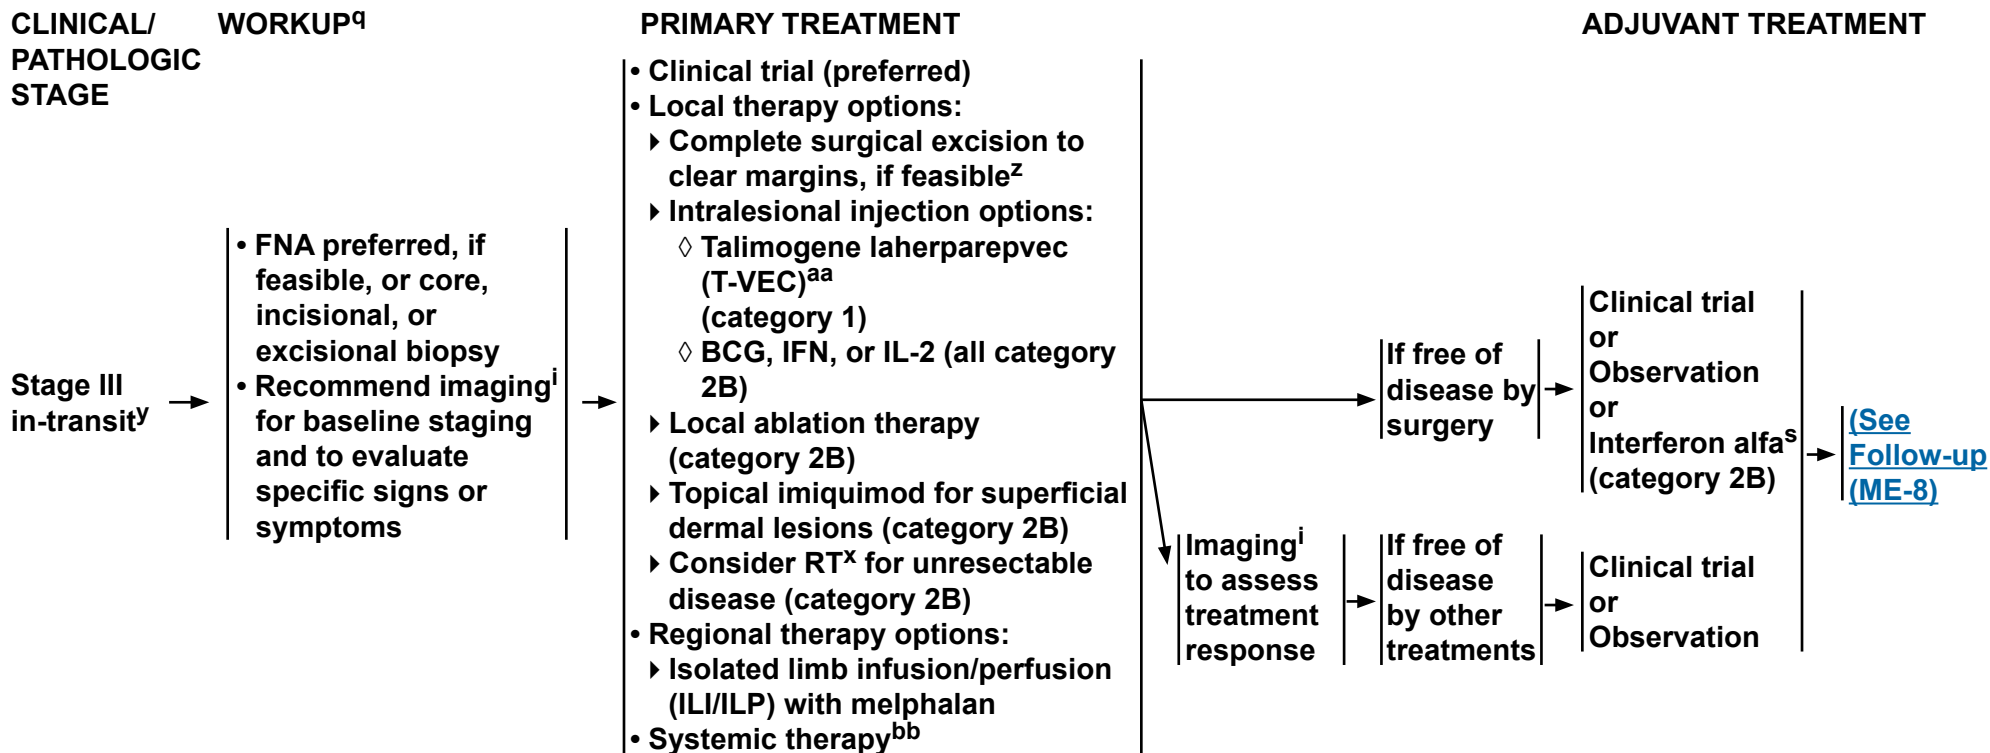 CLINICAL/
PATHOLOGIC
STAGE
WORKUPq
PRIMARY TREATMENT
ADJUVANT TREATMENT
Stage III
in-transity
• FNA preferred, if
feasible, or core,
incisional, or
excisional biopsy
• Recommend imagingi
for baseline staging
and to evaluate
specific signs or
symptoms
• Clinical trial (preferred)
• Local therapy options:
Complete surgical excision to
clear margins, if feasiblez
Intralesional injection options:
◊ Talimogene laherparepvec
(T-VEC)aa
(category 1)
◊ BCG, IFN, or IL-2 (all category
2B)
Local ablation therapy
(category 2B)
Topical imiquimod for superficial
dermal lesions (category 2B)
Consider RTx for unresectable
disease (category 2B)
• Regional therapy options:
Isolated limb infusion/perfusion
(ILI/ILP) with melphalan
• Systemic therapybb
If free of
disease by
surgery
Clinical trial
or
Observation
or
Interferon alfas
(category 2B)
Imagingi
to assess
treatment
response
If free of
disease
by other
treatments
Clinical trial
or
Observation
(See
Follow-up
(ME-8)